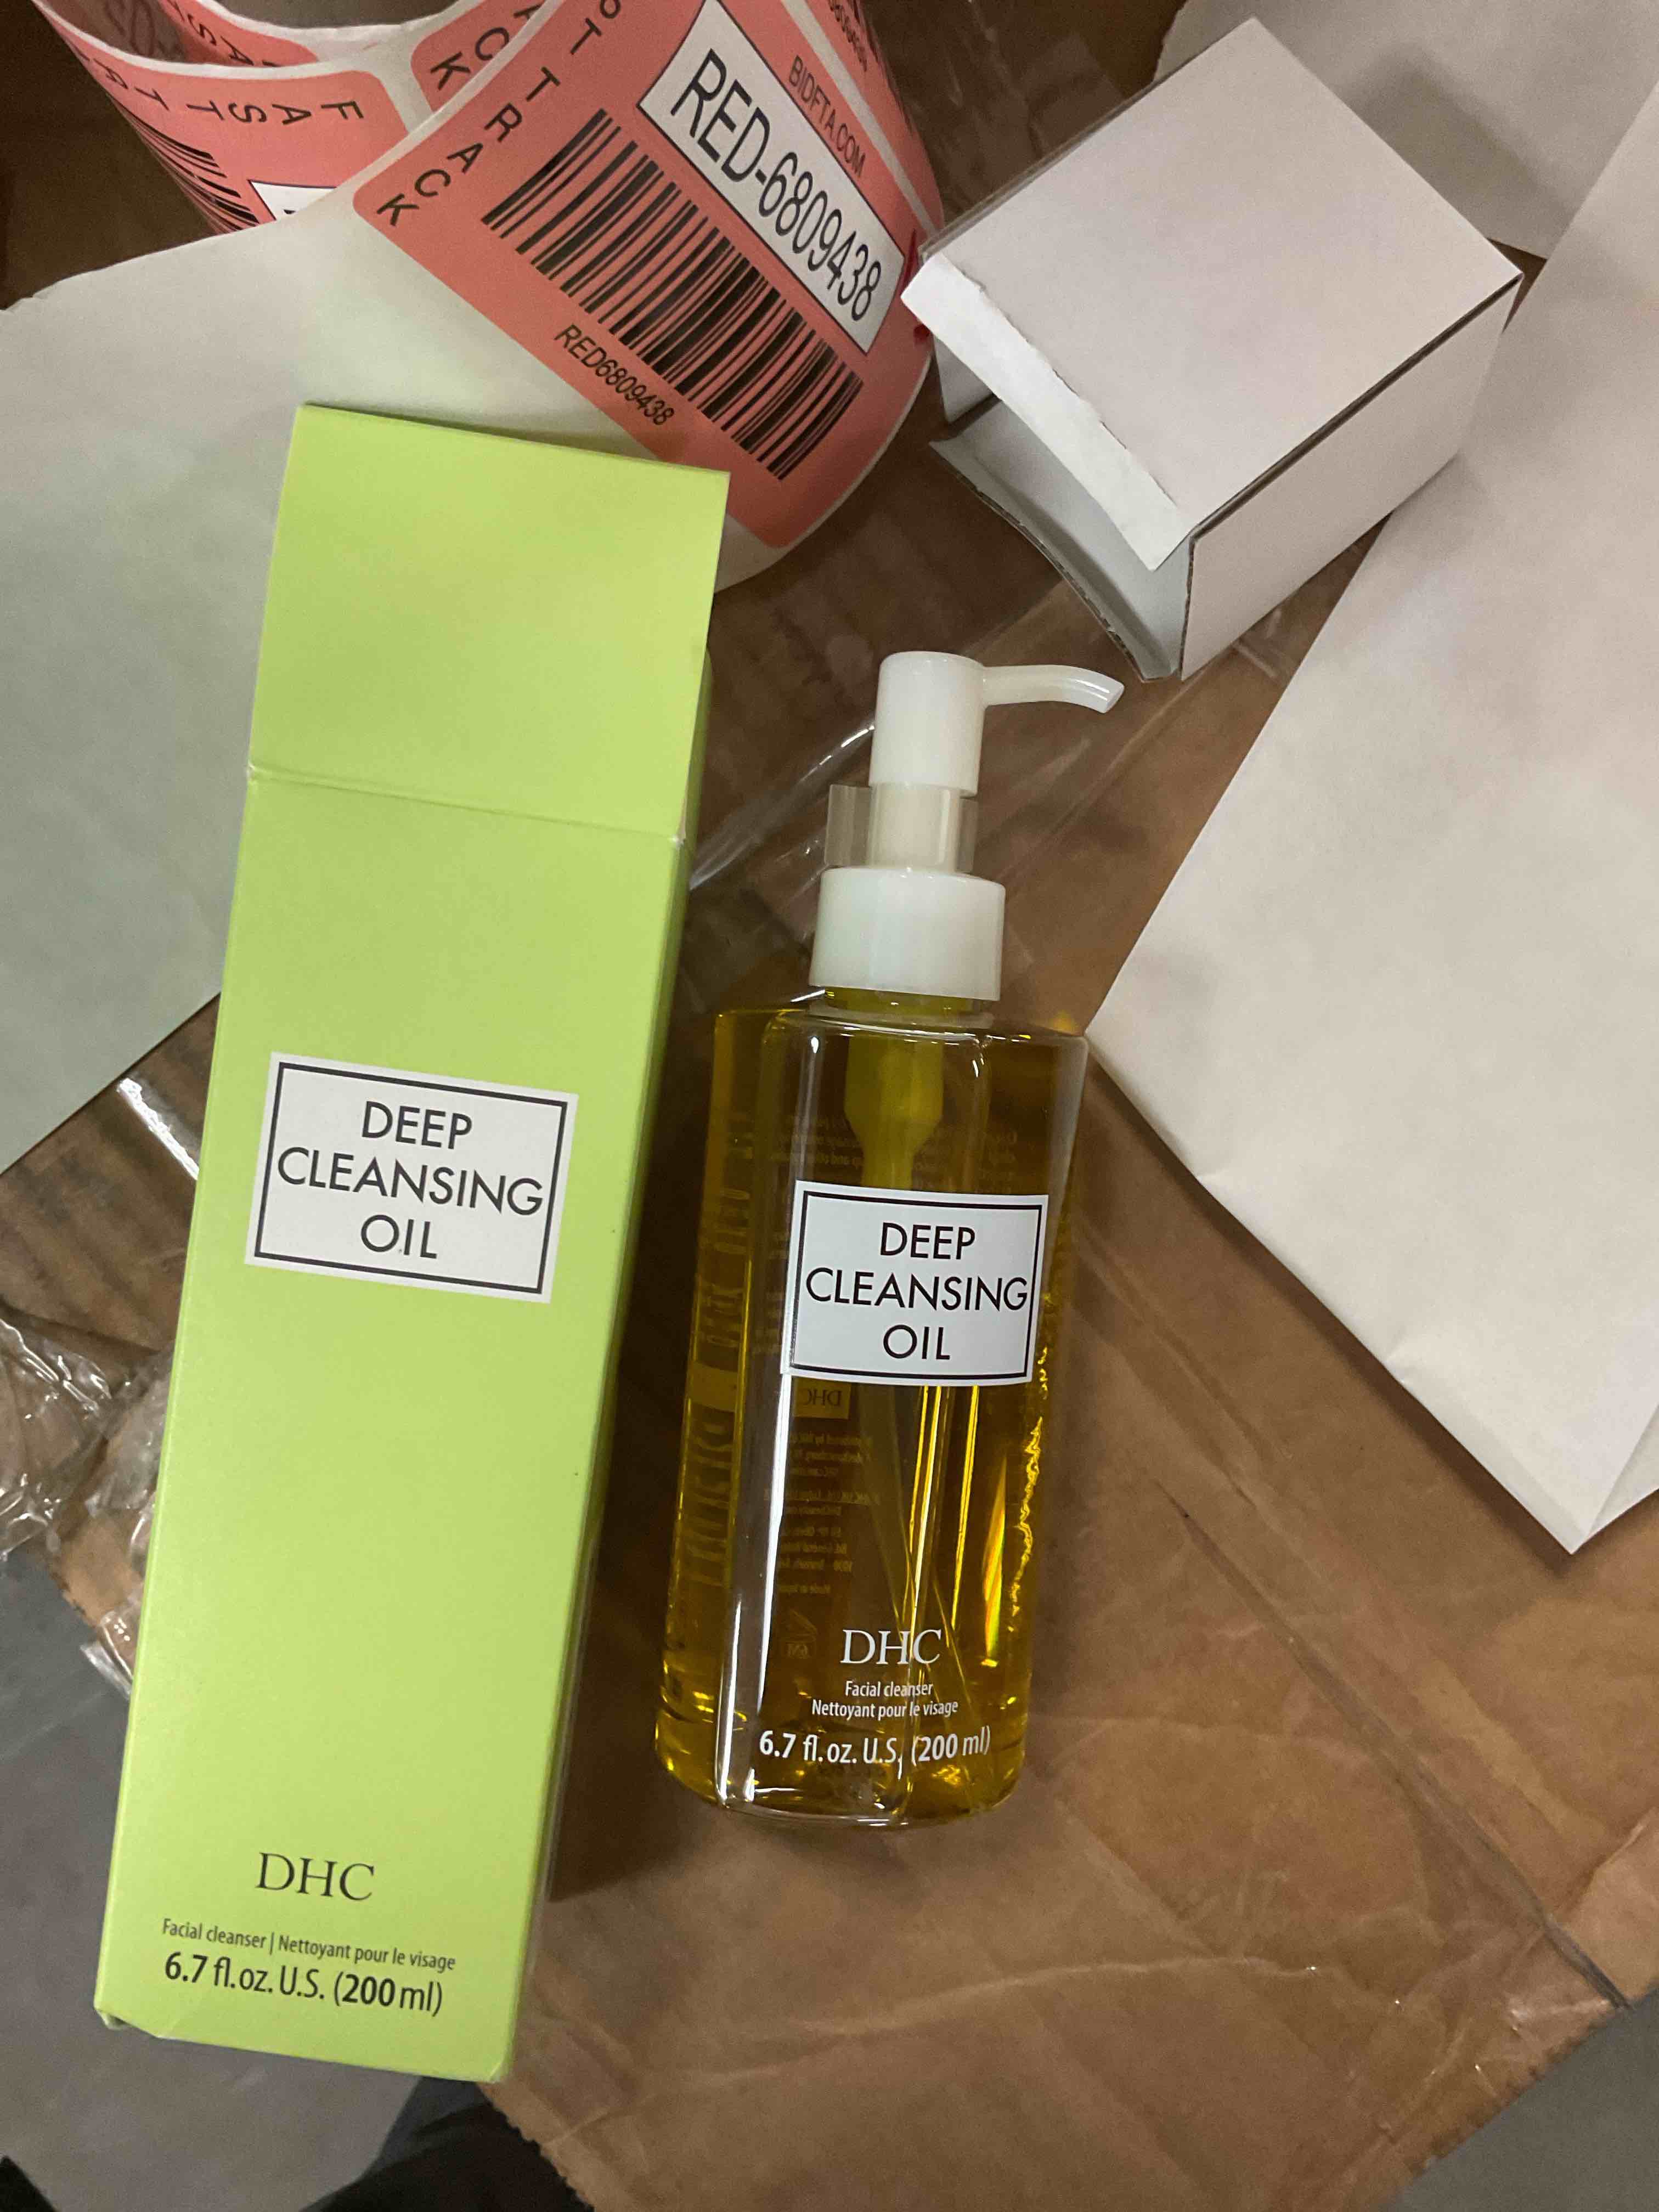 FAST
FAST TRACK
BIDFTA.COM
RED-6809438
RED6809438
DEEP
CLEANSING
OIL
DHC
Facial cleanser | Nettoyant pour le visage
6.7 fl.oz. U.S. (200 ml)
DEEP
CLEANSING
OIL
DHC
Facial cleanser
Nettoyant pour le visage
6.7 fl.oz. U.S. (200 ml)